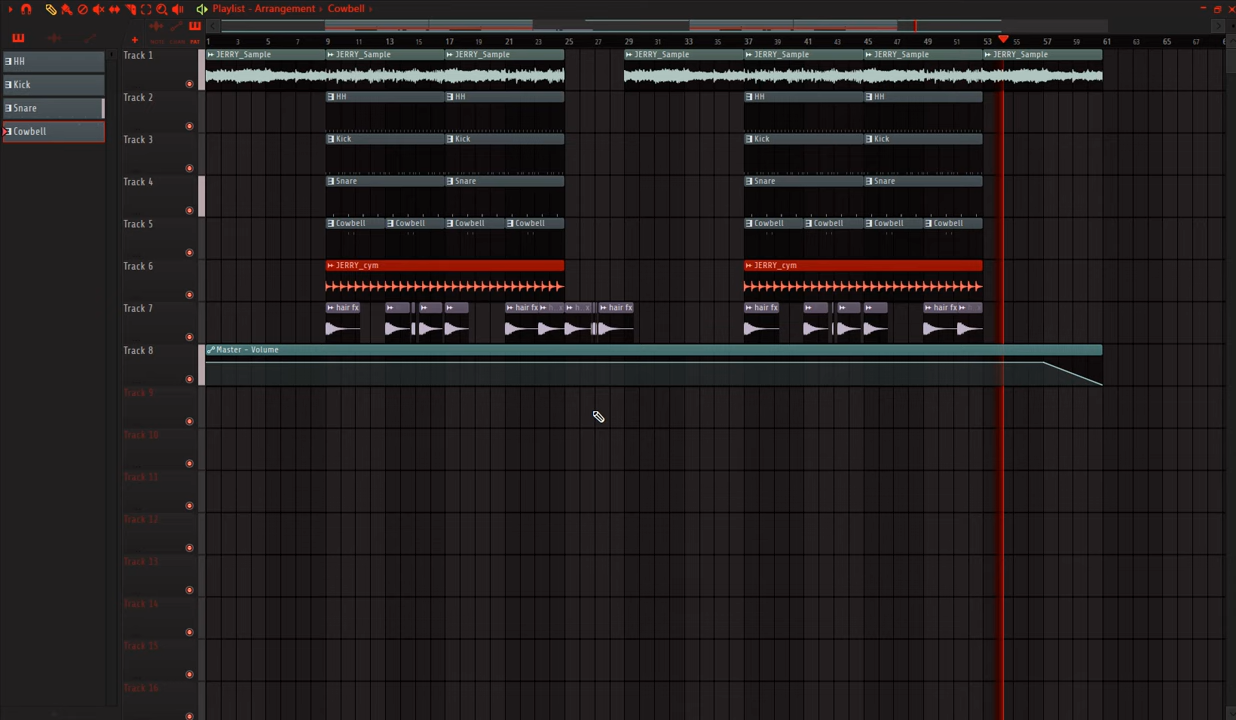 Playlist - Arrangement › Cowbell ›
1 3 5 7 9 11 13 15 17 19 21 23 25 27 29 31 33 35 37 39 41 43 45 47 49 51 53 55 57 59 61 63 65 67
HH
Kick
Snare
Cowbell
Track 1 JERRY_Sample JERRY_Sample JERRY_Sample JERRY_Sample JERRY_Sample JERRY_Sample JERRY_Sample
Track 2 HH HH HH HH
Track 3 Kick Kick Kick Kick
Track 4 Snare Snare Snare Snare
Track 5 Cowbell Cowbell Cowbell Cowbell Cowbell Cowbell Cowbell Cowbell
Track 6 JERRY_cym JERRY_cym
Track 7 hair fx hair fx hair fx hair fx hair fx
Track 8 Master - Volume
Track 9
Track 10
Track 11
Track 12
Track 13
Track 14
Track 15
Track 16